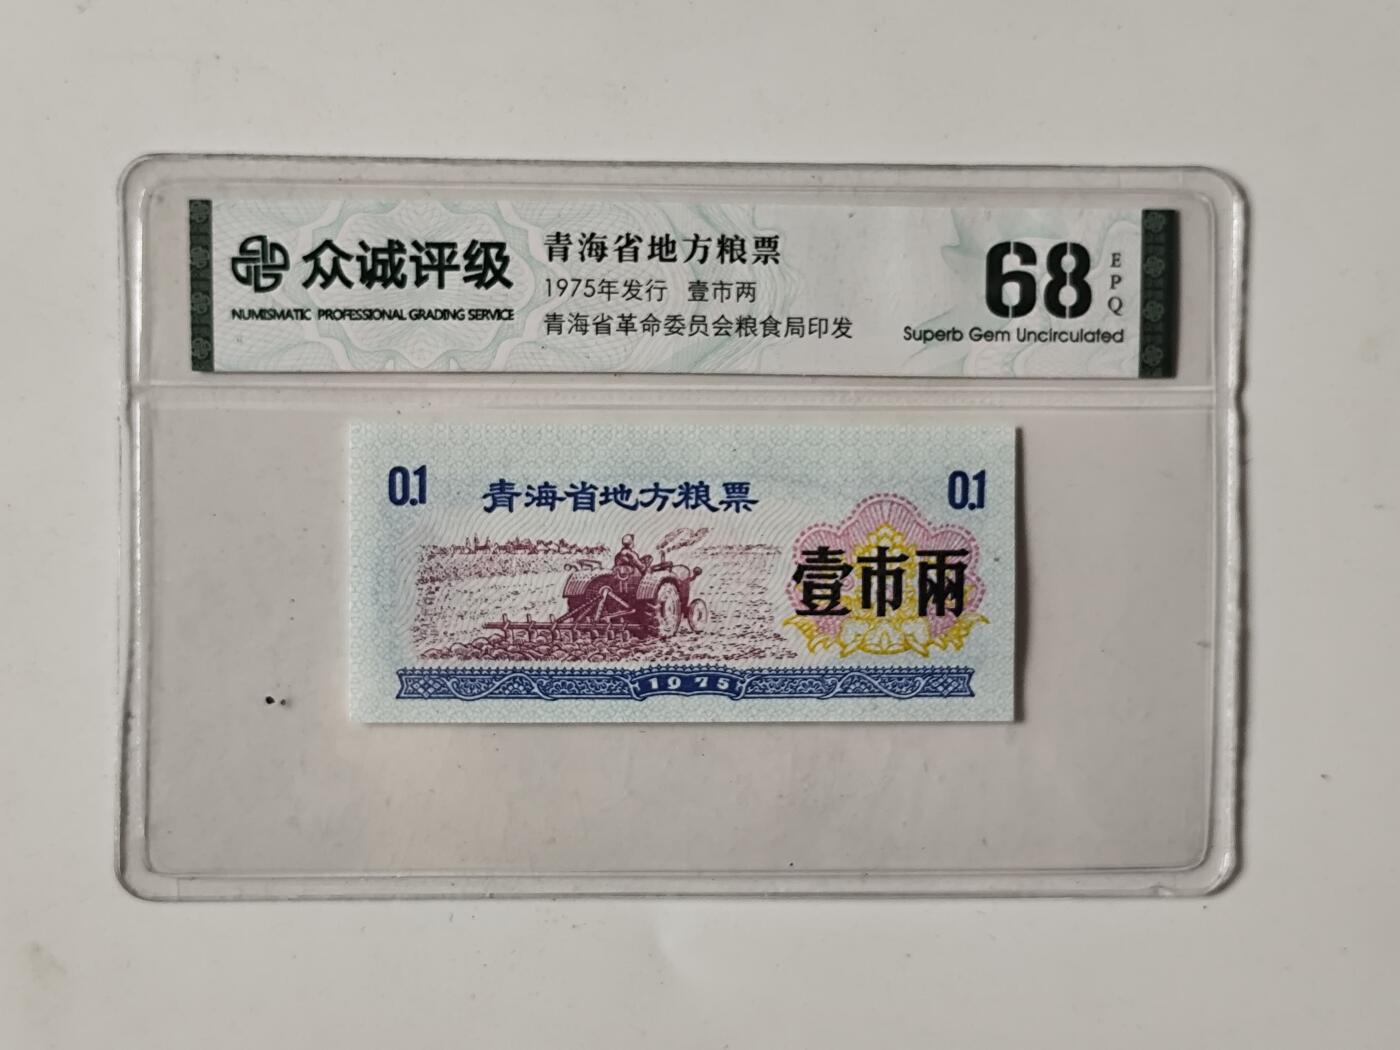 众诚评级
NUMISMATIC PROFESSIONAL GRADING SERVICE
青海省地方粮票
1975年发行 壹市两
青海省革命委员会粮食局印发
68
EPQ
Superb Gem Uncirculated
0.1
青海省地方粮票
0.1
壹市兩
1975